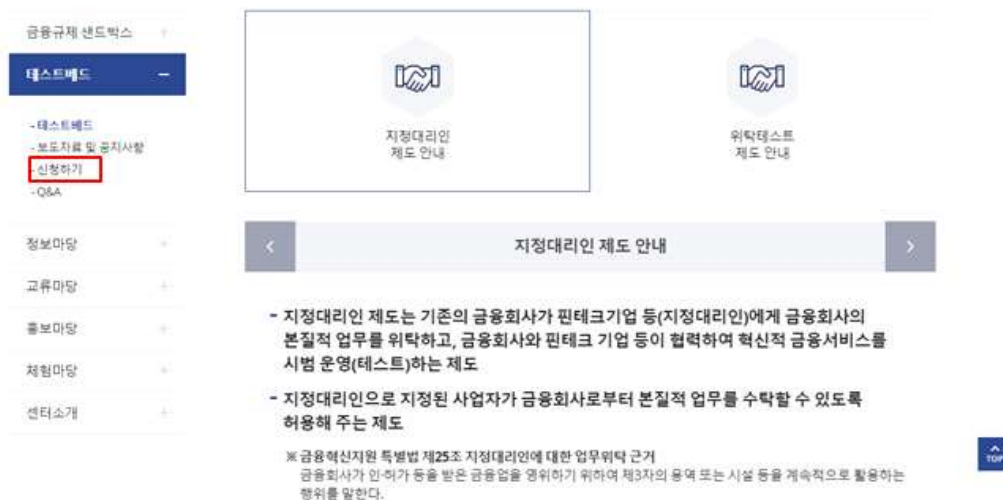 금융규제 샌드박스
테스트베드
- 테스트베드
- 보도자료 및 공지사항
- 신청하기
- Q&A
정보마당
교류마당
홍보마당
체험마당
센터소개
지정대리인
제도 안내
위탁테스트
제도 안내
지정대리인 제도 안내
- 지정대리인 제도는 기존의 금융회사가 핀테크기업 등(지정대리인)에게 금융회사의
본질적 업무를 위탁하고, 금융회사와 핀테크 기업 등이 협력하여 혁신적 금융서비스를
시범 운영(테스트)하는 제도
- 지정대리인으로 지정된 사업자가 금융회사로부터 본질적 업무를 수탁할 수 있도록
허용해 주는 제도
※ 금융혁신지원 특별법 제25조 지정대리인에 대한 업무위탁 근거
금융회사가 인·허가 등을 받은 금융업을 영위하기 위하여 제3자의 용역 또는 시설 등을 계속적으로 활용하는
행위를 말한다.
TOP